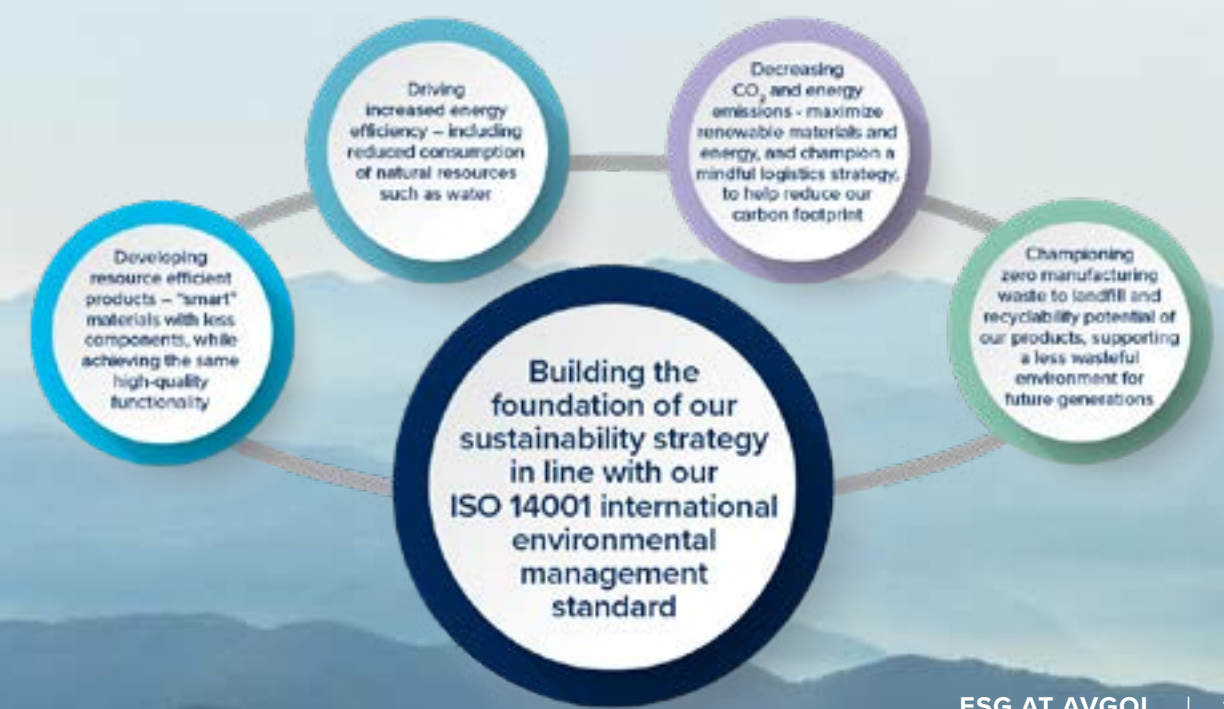 Driving
increased energy
efficiency – including
reduced consumption
of natural resources
such as water
Decreasing
CO₂ and energy
emissions - maximize
renewable materials and
energy, and champion a
mindful logistics strategy,
to help reduce our
carbon footprint
Developing
resource efficient
products – "smart"
materials with less
components, while
achieving the same
high-quality
functionality
Championing
zero manufacturing
waste to landfill and
recyclability potential of
our products, supporting
a less wasteful
environment for
future generations
Building the
foundation of our
sustainability strategy
in line with our
ISO 14001 international
environmental
management
standard
ESG AT AVGOL |